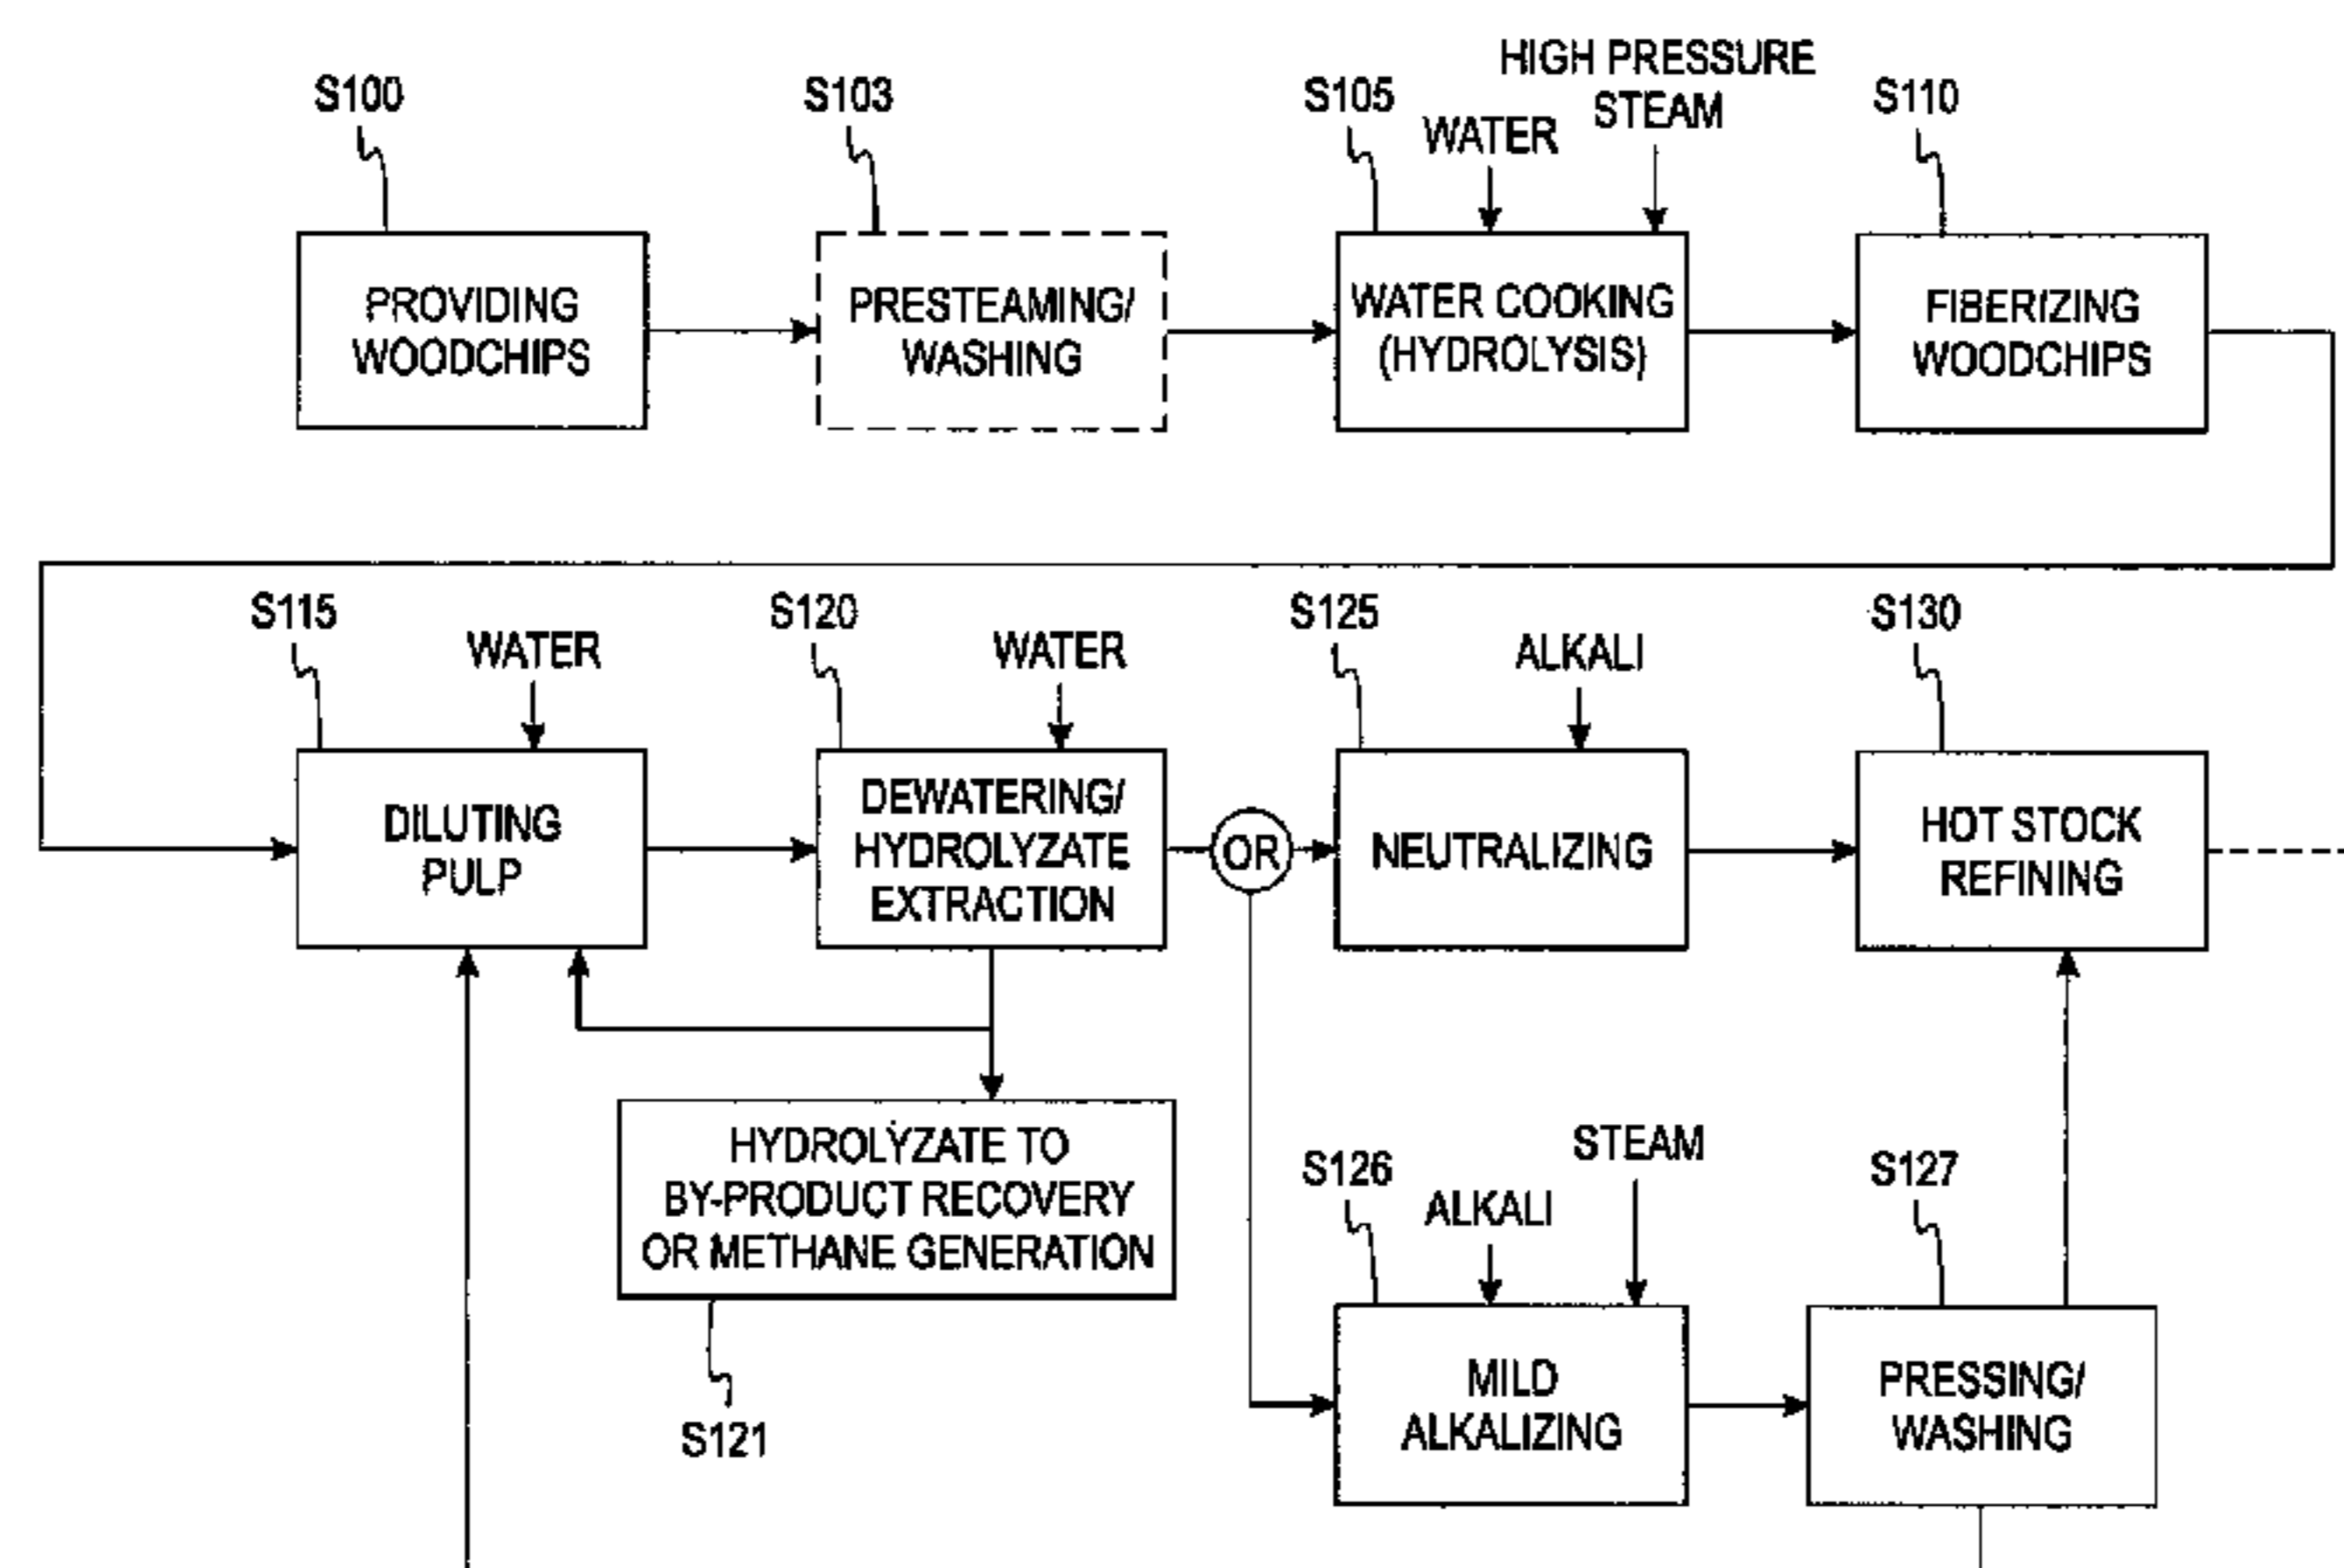 S100
S103
S105
WATER
HIGH PRESSURE
STEAM
S110
PROVIDING
WOODCHIPS
PRESTEAMING/
WASHING
WATER COOKING
(HYDROLYSIS)
FIBERIZING
WOODCHIPS
S115
WATER
S120
WATER
S125
ALKALI
S130
DILUTING
PULP
DEWATERING/
HYDROLYZATE
EXTRACTION
OR
NEUTRALIZING
HOT STOCK
REFINING
HYDROLYZATE TO
BY-PRODUCT RECOVERY
OR METHANE GENERATION
S121
S126
ALKALI
STEAM
S127
MILD
ALKALIZING
PRESSING/
WASHING